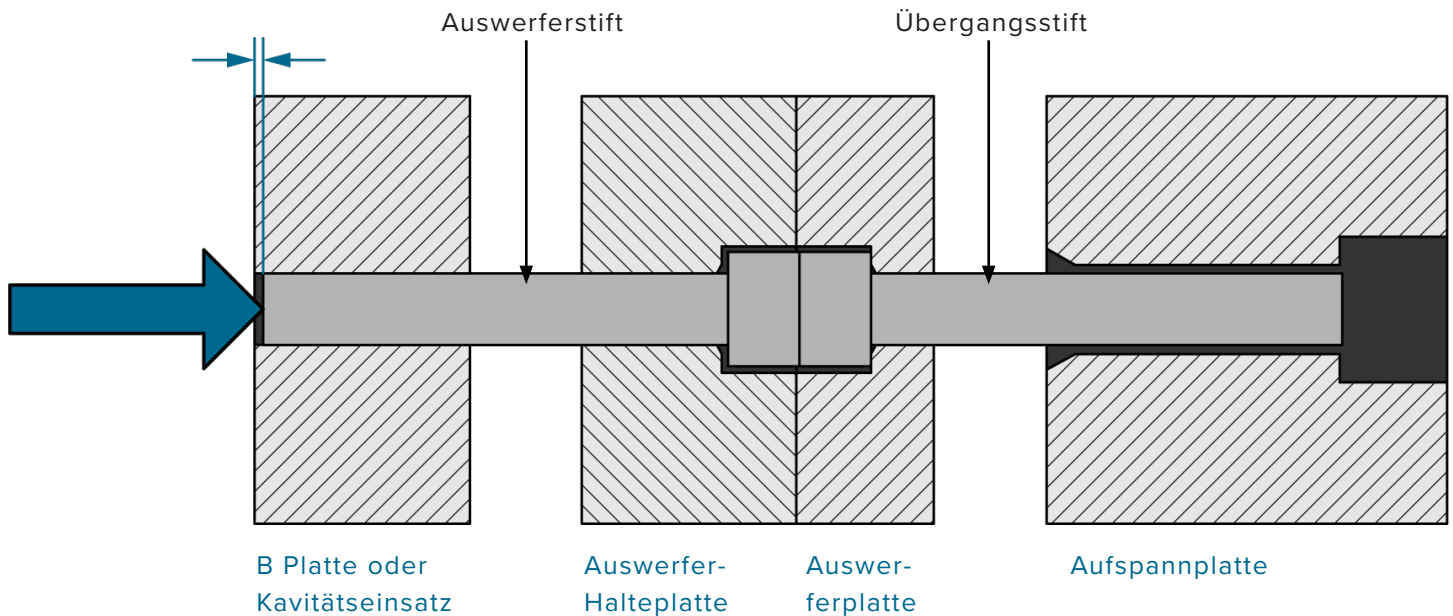 Auswerferstift
Übergangsstift
B Platte oder
Kavitätseinsatz
Auswerfer-
Halteplatte
Auswer-
ferplatte
Aufspannplatte